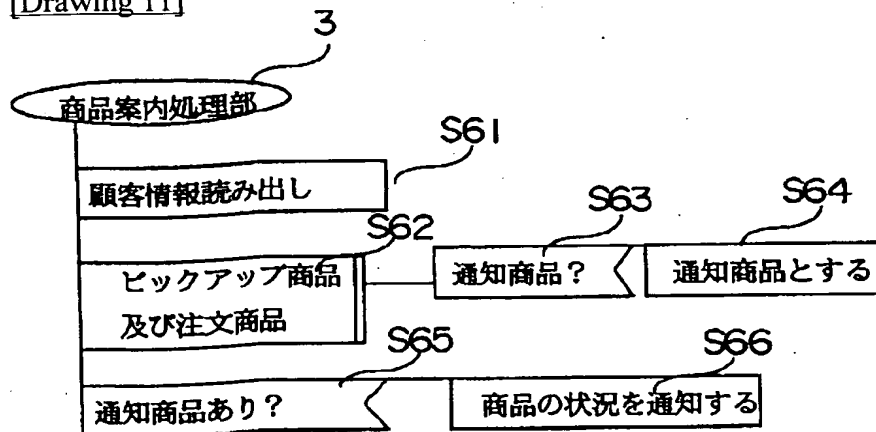 [Drawing 11]
3
商品案内処理部
S61
顧客情報読み出し
S62
S63
S64
ピックアップ商品
及び注文商品
通知商品?
通知商品とする
S65
S66
通知商品あり?
商品の状況を通知する